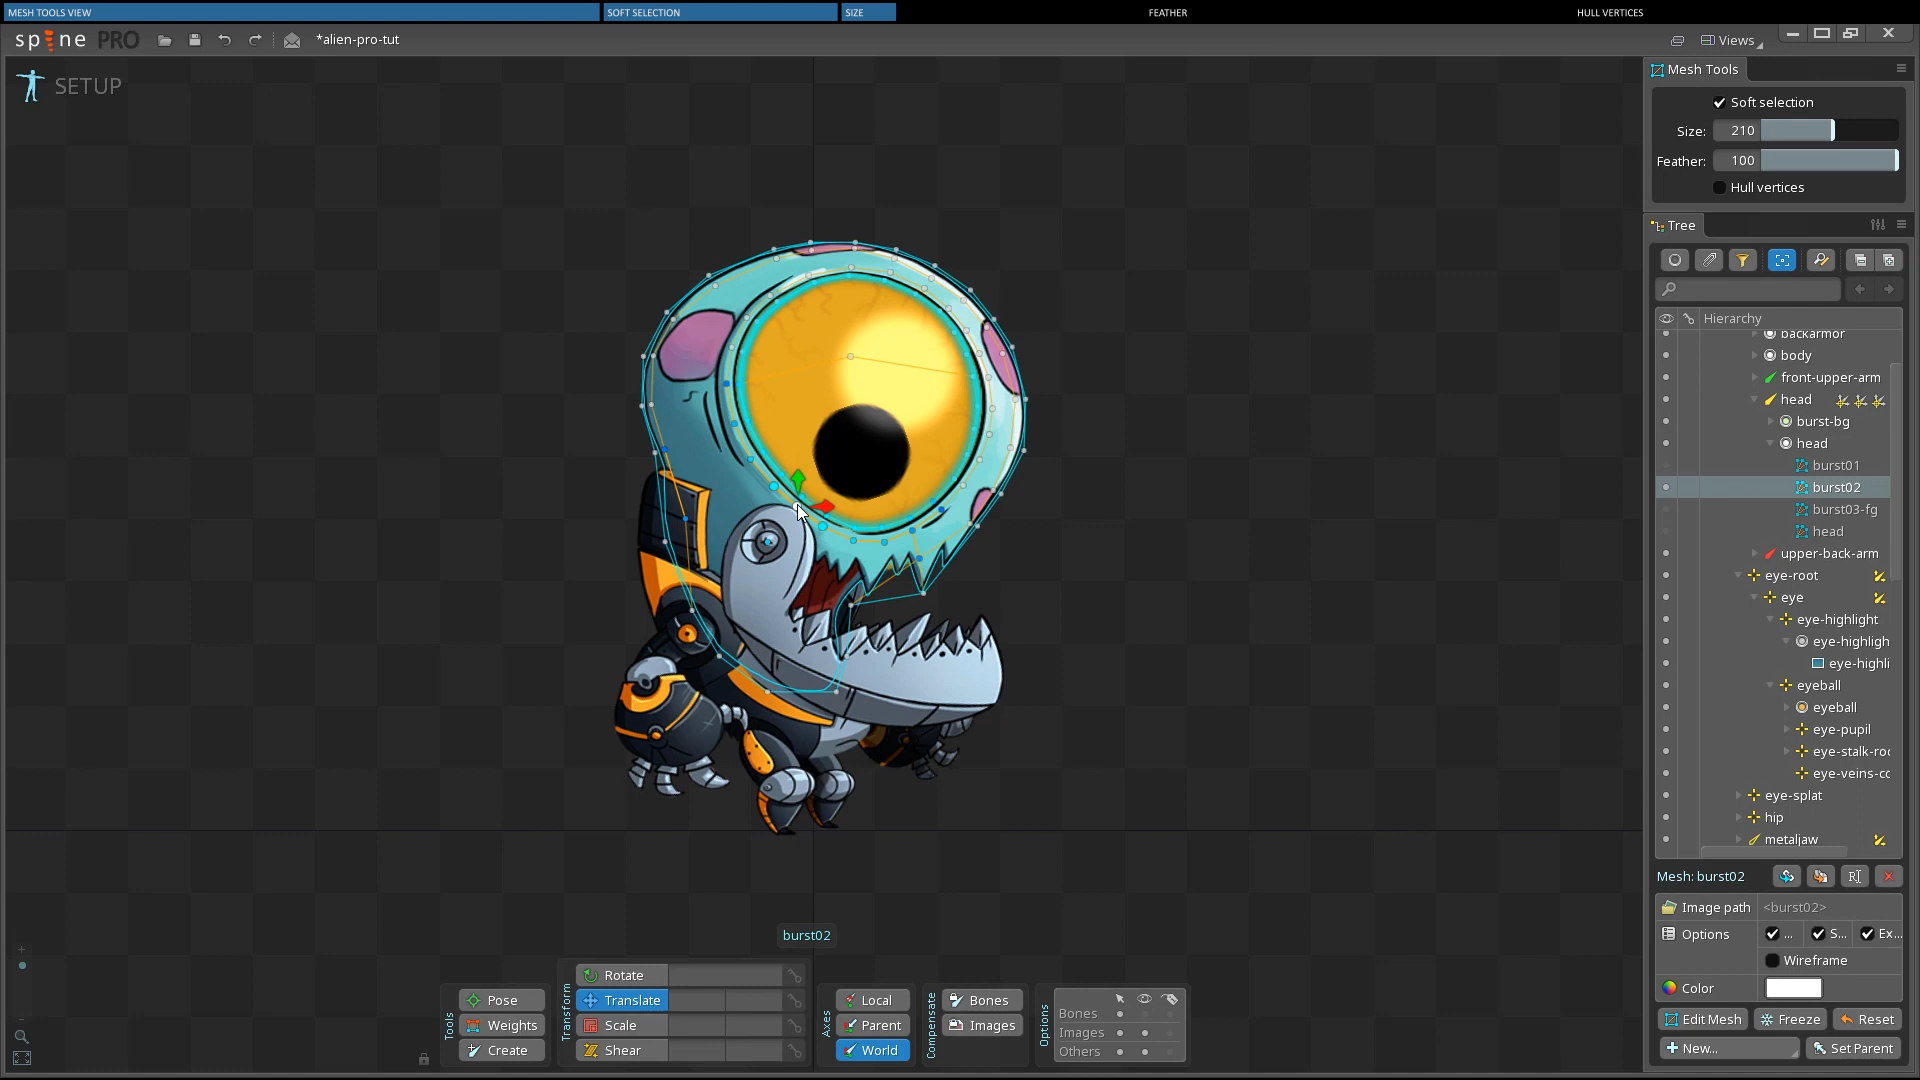 MESH TOOLS VIEW SOFT SELECTION SIZE FEATHER HULL VERTICES
spine PRO *alien-pro-tut Views
SETUP
Mesh Tools
Soft selection
Size: 210
Feather: 100
Hull vertices
Tree
Hierarchy
backarmor
body
front-upper-arm
head
burst-bg
head
burst01
burst02
burst03-fg
head
upper-back-arm
eye-root
eye
eye-highlight
eye-highligh
eye-highli
eyeball
eyeball
eye-pupil
eye-stalk-roo
eye-veins-cc
eye-splat
hip
metaljaw
Mesh: burst02
Image path <burst02>
Options ... S... Ex...
Wireframe
Color
Edit Mesh Freeze Reset
New... Set Parent
burst02
Tools
Pose
Weights
Create
Transform
Rotate
Translate
Scale
Shear
Axes
Local
Parent
World
Compensate
Bones
Images
Options
Bones
Images
Others